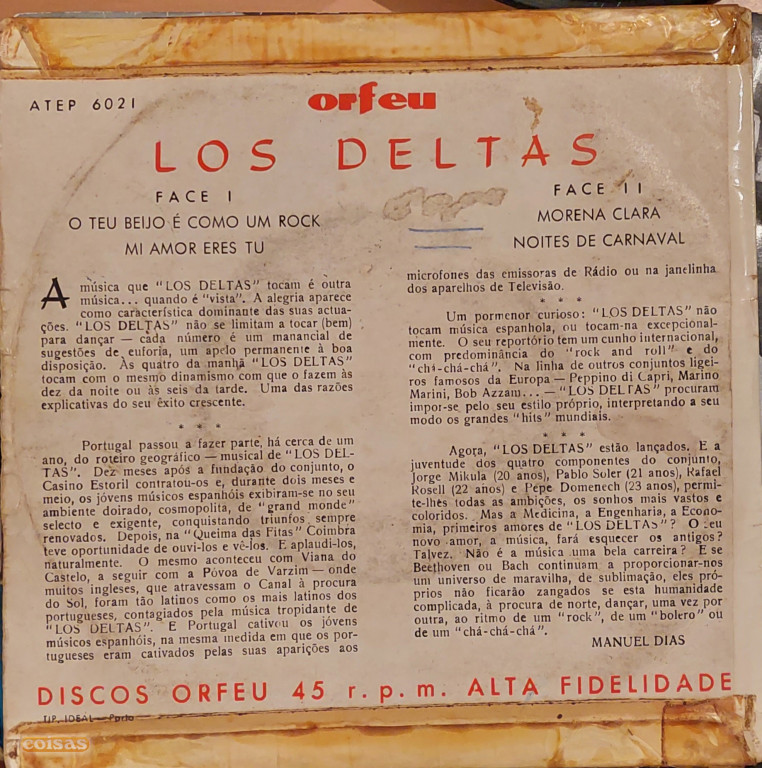 ATEP 6021
orfeu
LOS DELTAS
FACE I
O TEU BEIJO É COMO UM ROCK
MI AMOR ERES TU
FACE II
MORENA CLARA
NOITES DE CARNAVAL
A música que "LOS DELTAS" tocam é outra
música... quando é "vista". A alegria aparece
como característica dominante das suas actua-
ções. "LOS DELTAS" não se limitam a tocar (bem)
para dançar — cada número é um manancial de
sugestões de euforia, um apelo permanente à boa
disposição. Às quatro da manhã "LOS DELTAS"
tocam com o mesmo dinamismo com que o fazem às
dez da noite ou às seis da tarde. Uma das razões
explicativas do seu êxito crescente.
* * *
Portugal passou a fazer parte, há cerca de um
ano, do roteiro geográfico — musical de "LOS DEL-
TAS". Dez meses após a fundação do conjunto, o
Casino Estoril contratou-os e, durante dois meses e
meio, os jóvens músicos espanhóis exibiram-se no seu
ambiente doirado, cosmopolita, de "grand monde"
selecto e exigente, conquistando triunfos sempre
renovados. Depois, na "Queima das Fitas" Coimbra
teve oportunidade de ouvi-los e vê-los. E aplaudi-los,
naturalmente. O mesmo aconteceu com Viana do
Castelo, a seguir com a Póvoa de Varzim — onde
muitos ingleses, que atravessam o Canal à procura
do Sol, foram tão latinos como os mais latinos dos
portugueses, contagiados pela música tropidante de
"LOS DELTAS". E Portugal cativou os jóvens
músicos espanhóis, na mesma medida em que os por-
tugueses eram cativados pelas suas aparições aos
microfones das emissoras de Rádio ou na janelinha
dos aparelhos de Televisão.
* * *
Um pormenor curioso: "LOS DELTAS" não
tocam música espanhola, ou tocam-na excepcional-
mente. O seu reportório tem um cunho internacional,
com predominância do "rock and roll" e do
"chá-chá-chá". Na linha de outros conjuntos ligei-
ros famosos da Europa — Peppino di Capri, Marino
Marini, Bob Azzam... — "LOS DELTAS" procuram
impor-se pelo seu estilo próprio, interpretando a seu
modo os grandes "hits" mundiais.
* * *
Agora, "LOS DELTAS" estão lançados. E a
juventude dos quatro componentes do conjunto,
Jorge Mikula (20 anos), Pablo Soler (21 anos), Rafael
Rosell (22 anos) e Pepe Domenech (23 anos), permi-
te-lhes todas as ambições, os sonhos mais vastos e
coloridos. Mas a Medicina, a Engenharia, a Econo-
mia, primeiros amores de "LOS DELTAS"? O seu
novo amor, a música, fará esquecer os antigos?
Talvez. Não é a música uma bela carreira? E se
Beethoven ou Bach continuam a proporcionar-nos
um universo de maravilha, de sublimação, eles pró-
prios não ficarão zangados se esta humanidade
complicada, à procura de norte, dançar, uma vez por
outra, ao ritmo de um "rock", de um "bolero" ou
de um "chá-chá-chá".
MANUEL DIAS
DISCOS ORFEU 45 r. p. m. ALTA FIDELIDADE
TIP. IDEAL — Porto
coisas